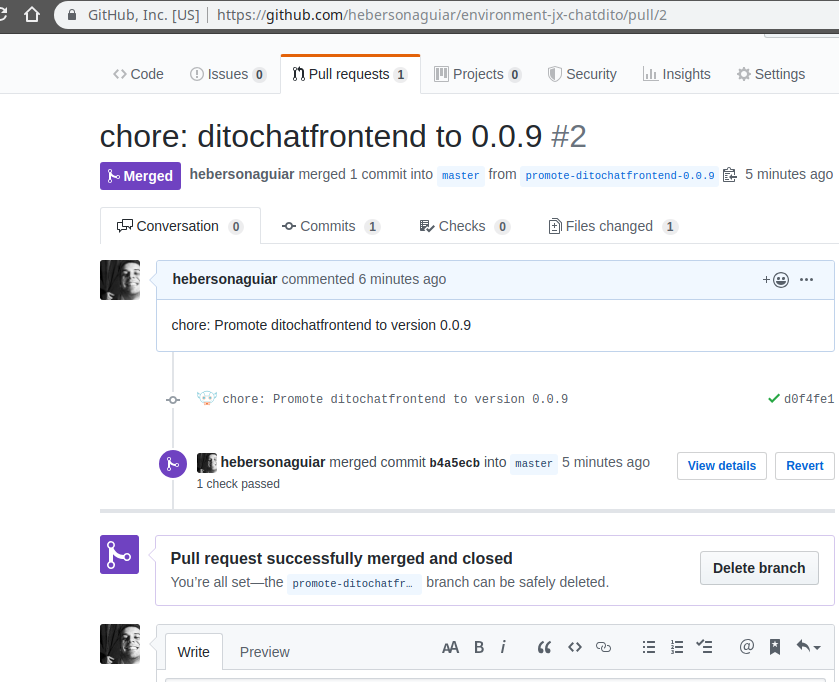 GitHub, Inc. [US] https://github.com/hebersonaguiar/environment-jx-chatdito/pull/2
Code Issues 0 Pull requests 1 Projects 0 Security Insights Settings
chore: ditochatfrontend to 0.0.9 #2
Merged hebersonaguiar merged 1 commit into master from promote-ditochatfrontend-0.0.9 5 minutes ago
Conversation 0 Commits 1 Checks 0 Files changed 1
hebersonaguiar commented 6 minutes ago
chore: Promote ditochatfrontend to version 0.0.9
chore: Promote ditochatfrontend to version 0.0.9 d0f4fe1
hebersonaguiar merged commit b4a5ecb into master 5 minutes ago View details Revert
1 check passed
Pull request successfully merged and closed
You're all set—the promote-ditochatfr… branch can be safely deleted. Delete branch
Write Preview AA B i